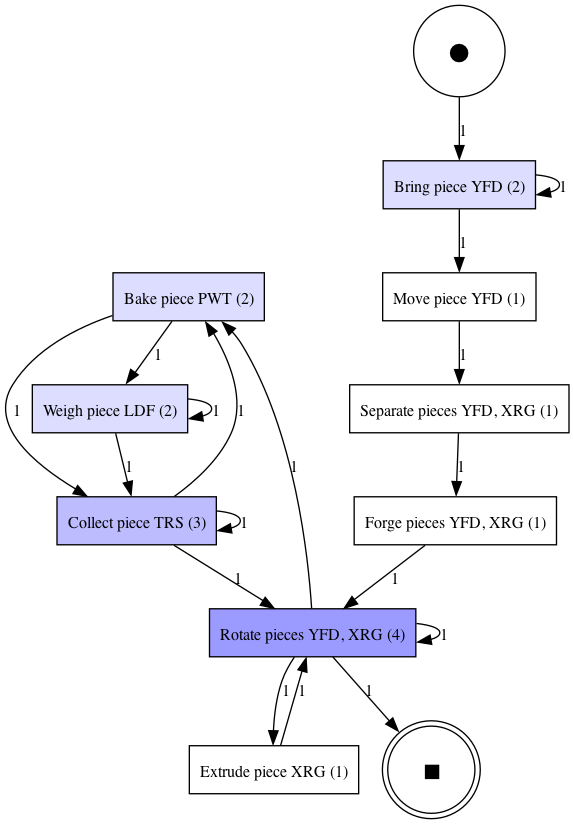 1
Bring piece YFD (2)
1
1
Bake piece PWT (2)
Move piece YFD (1)
1
1
Weigh piece LDF (2)
1
Separate pieces YFD, XRG (1)
1
1
1
1
1
Collect piece TRS (3)
1
Forge pieces YFD, XRG (1)
1
1
Rotate pieces YFD, XRG (4)
1
1
1
1
Extrude piece XRG (1)